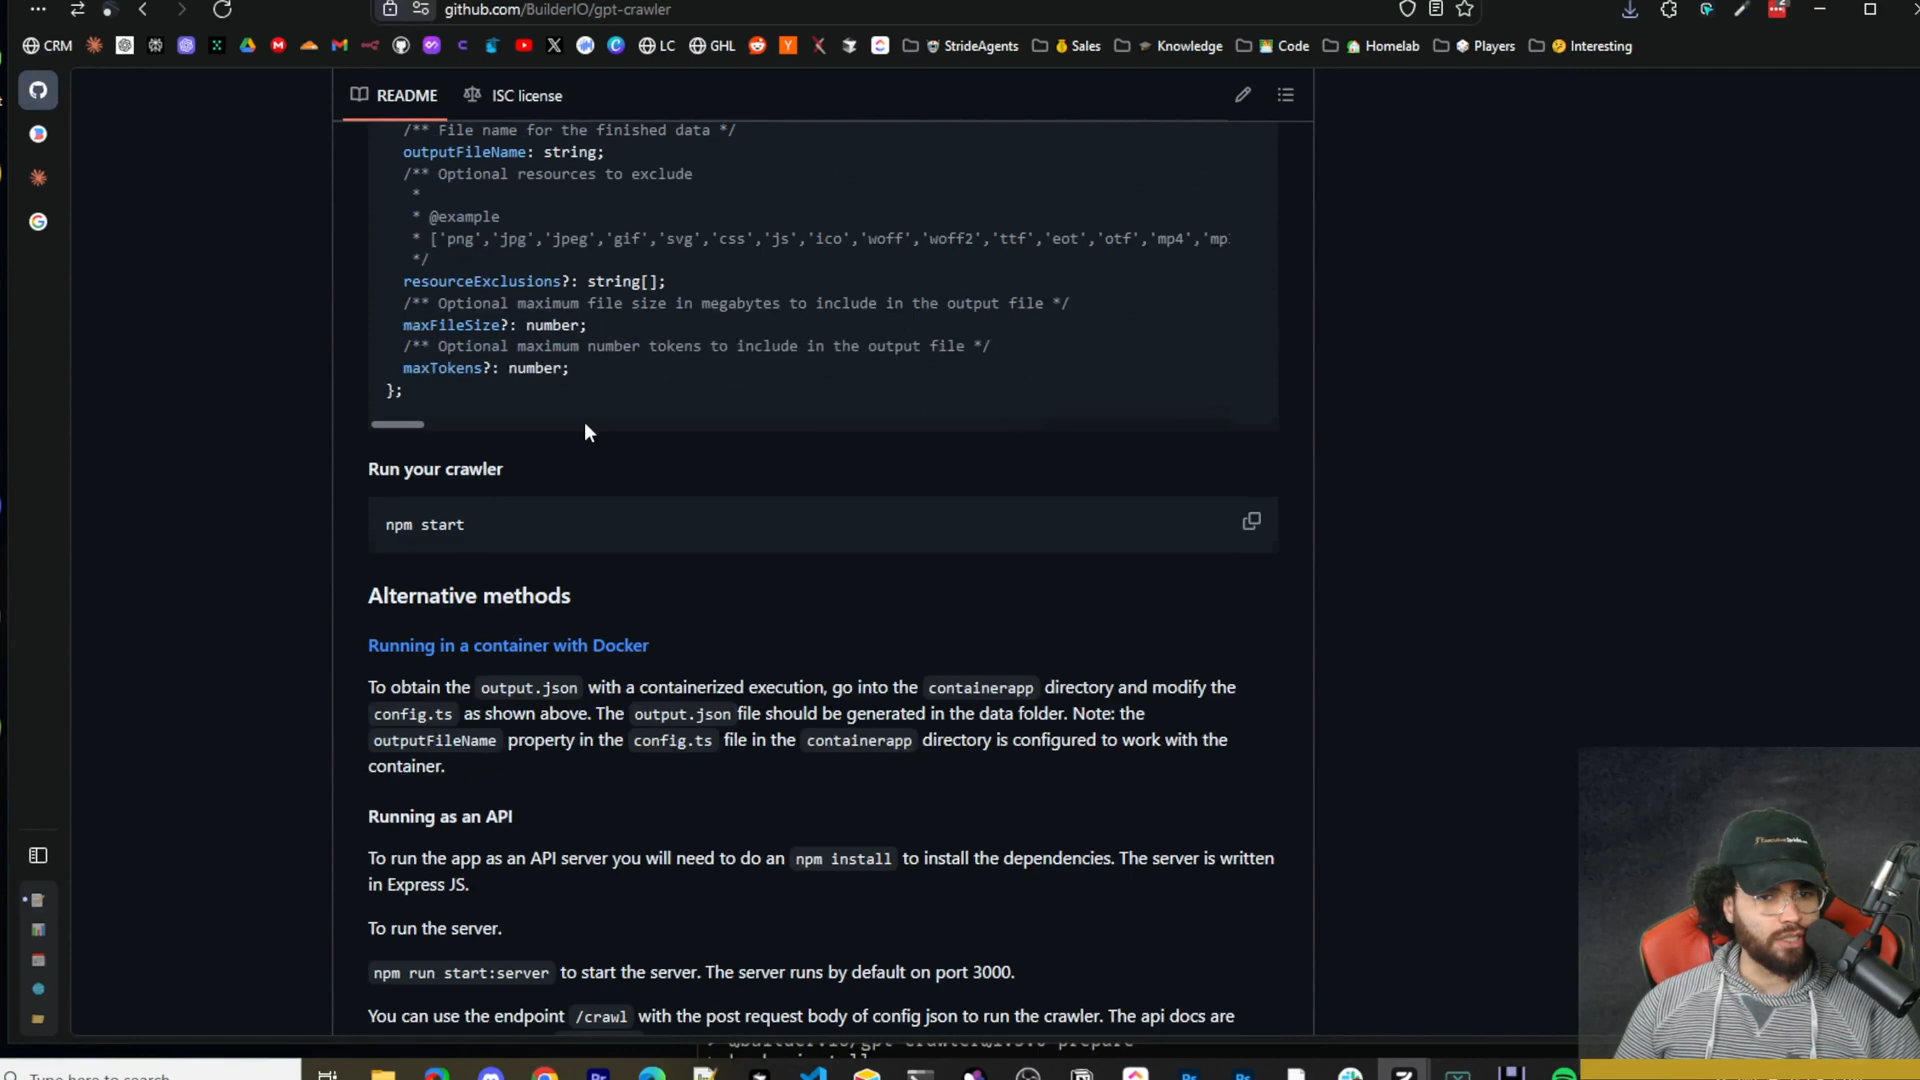 github.com/BuilderIO/gpt-crawler
CRM
LC
GHL
StrideAgents
Sales
Knowledge
Code
Homelab
Players
Interesting
README
ISC license
/** File name for the finished data */
outputFileName: string;
/** Optional resources to exclude
*
* @example
* ['png','jpg','jpeg','gif','svg','css','js','ico','woff','woff2','ttf','eot','otf','mp4','mp
*/
resourceExclusions?: string[];
/** Optional maximum file size in megabytes to include in the output file */
maxFileSize?: number;
/** Optional maximum number tokens to include in the output file */
maxTokens?: number;
};
Run your crawler
npm start
Alternative methods
Running in a container with Docker
To obtain the output.json with a containerized execution, go into the containerapp directory and modify the
config.ts as shown above. The output.json file should be generated in the data folder. Note: the
outputFileName property in the config.ts file in the containerapp directory is configured to work with the
container.
Running as an API
To run the app as an API server you will need to do an npm install to install the dependencies. The server is written
in Express JS.
To run the server.
npm run start:server to start the server. The server runs by default on port 3000.
You can use the endpoint /crawl with the post request body of config json to run the crawler. The api docs are
Type here to search